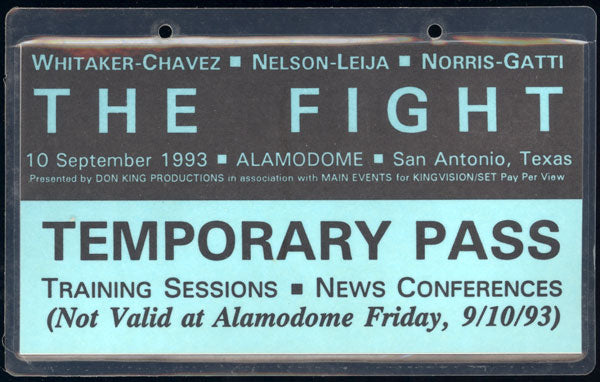 WHITAKER-CHAVEZ ■ NELSON-LEIJA ■ NORRIS-GATTI
THE FIGHT
10 September 1993 ■ ALAMODOME ■ San Antonio, Texas
Presented by DON KING PRODUCTIONS in association with MAIN EVENTS for KINGVISION/SET Pay Per View
TEMPORARY PASS
TRAINING SESSIONS ■ NEWS CONFERENCES
(Not Valid at Alamodome Friday, 9/10/93)